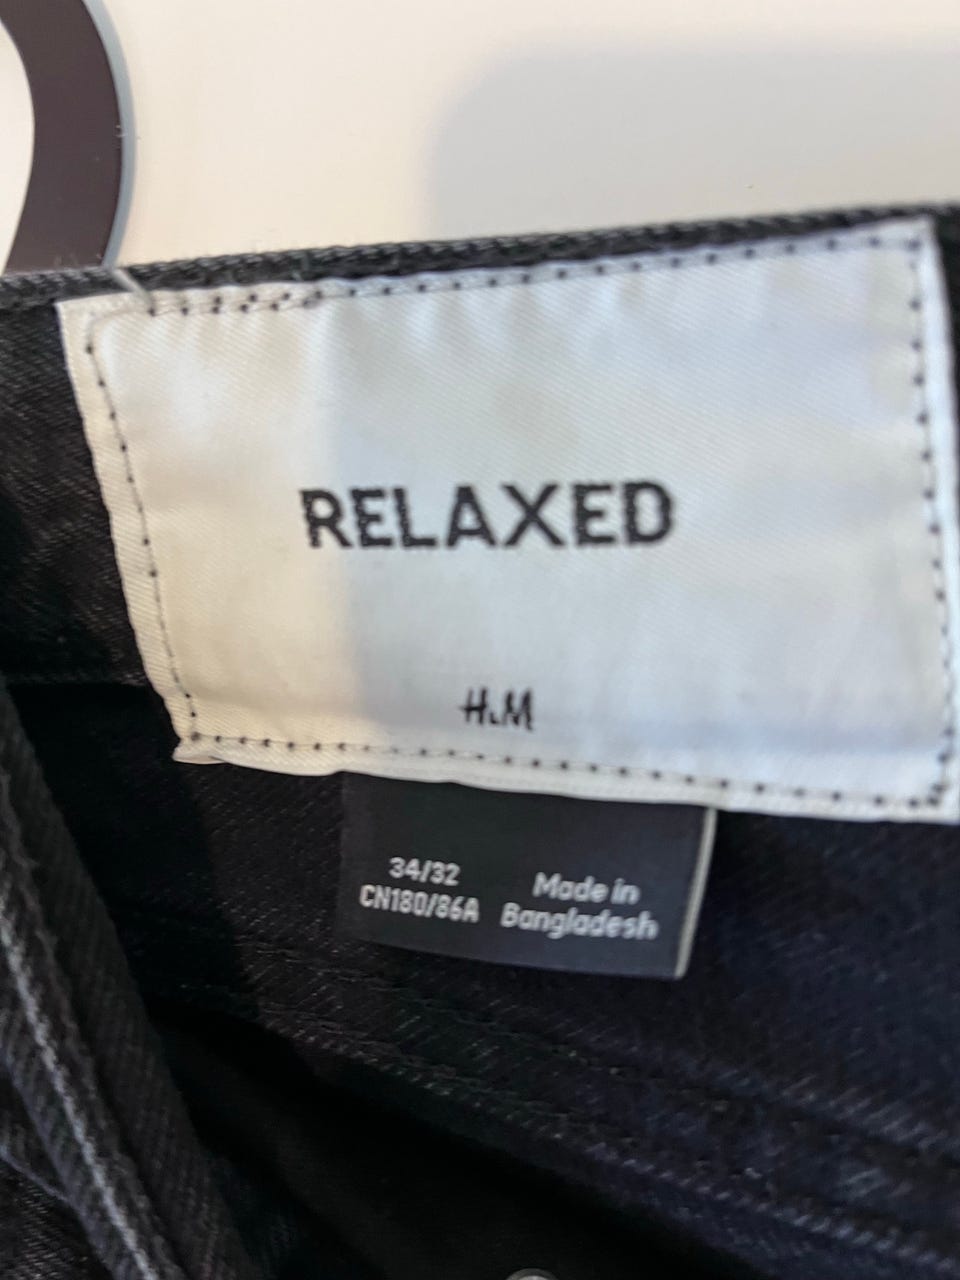 RELAXED
H&M
34/32
CN180/86A
Made in
Bangladesh